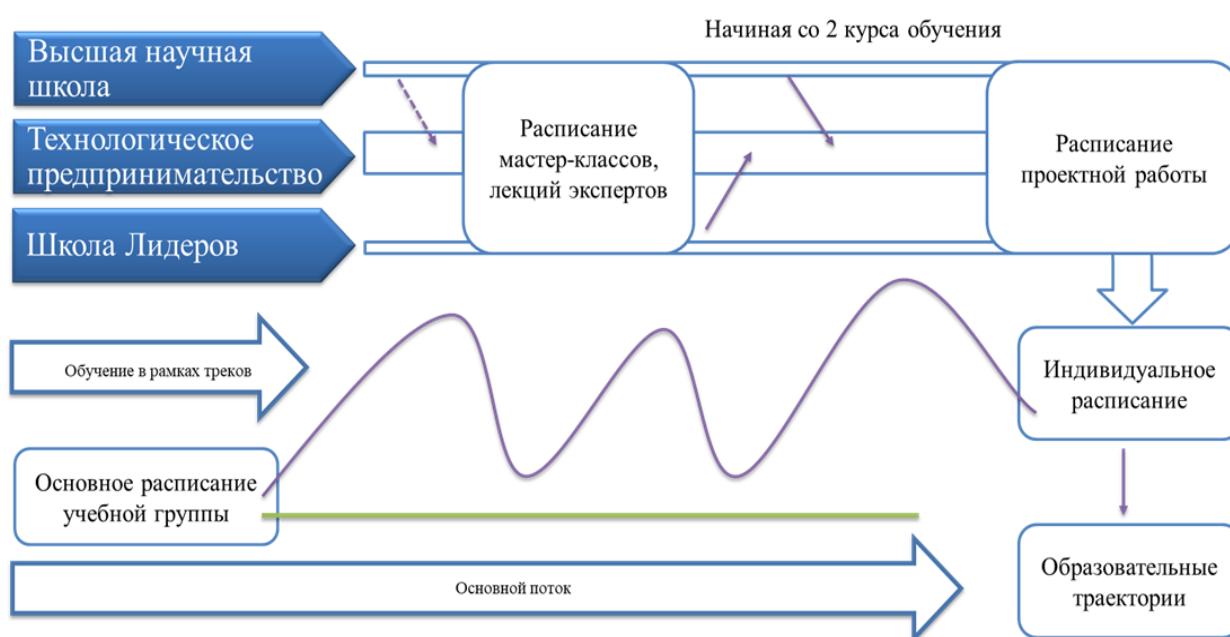 Начиная со 2 курса обучения
Высшая научная
школа
Технологическое
предпринимательство
Школа Лидеров
Расписание
мастер-классов,
лекций экспертов
Расписание
проектной работы
Обучение в рамках треков
Индивидуальное
расписание
Основное расписание
учебной группы
Основной поток
Образовательные
траектории